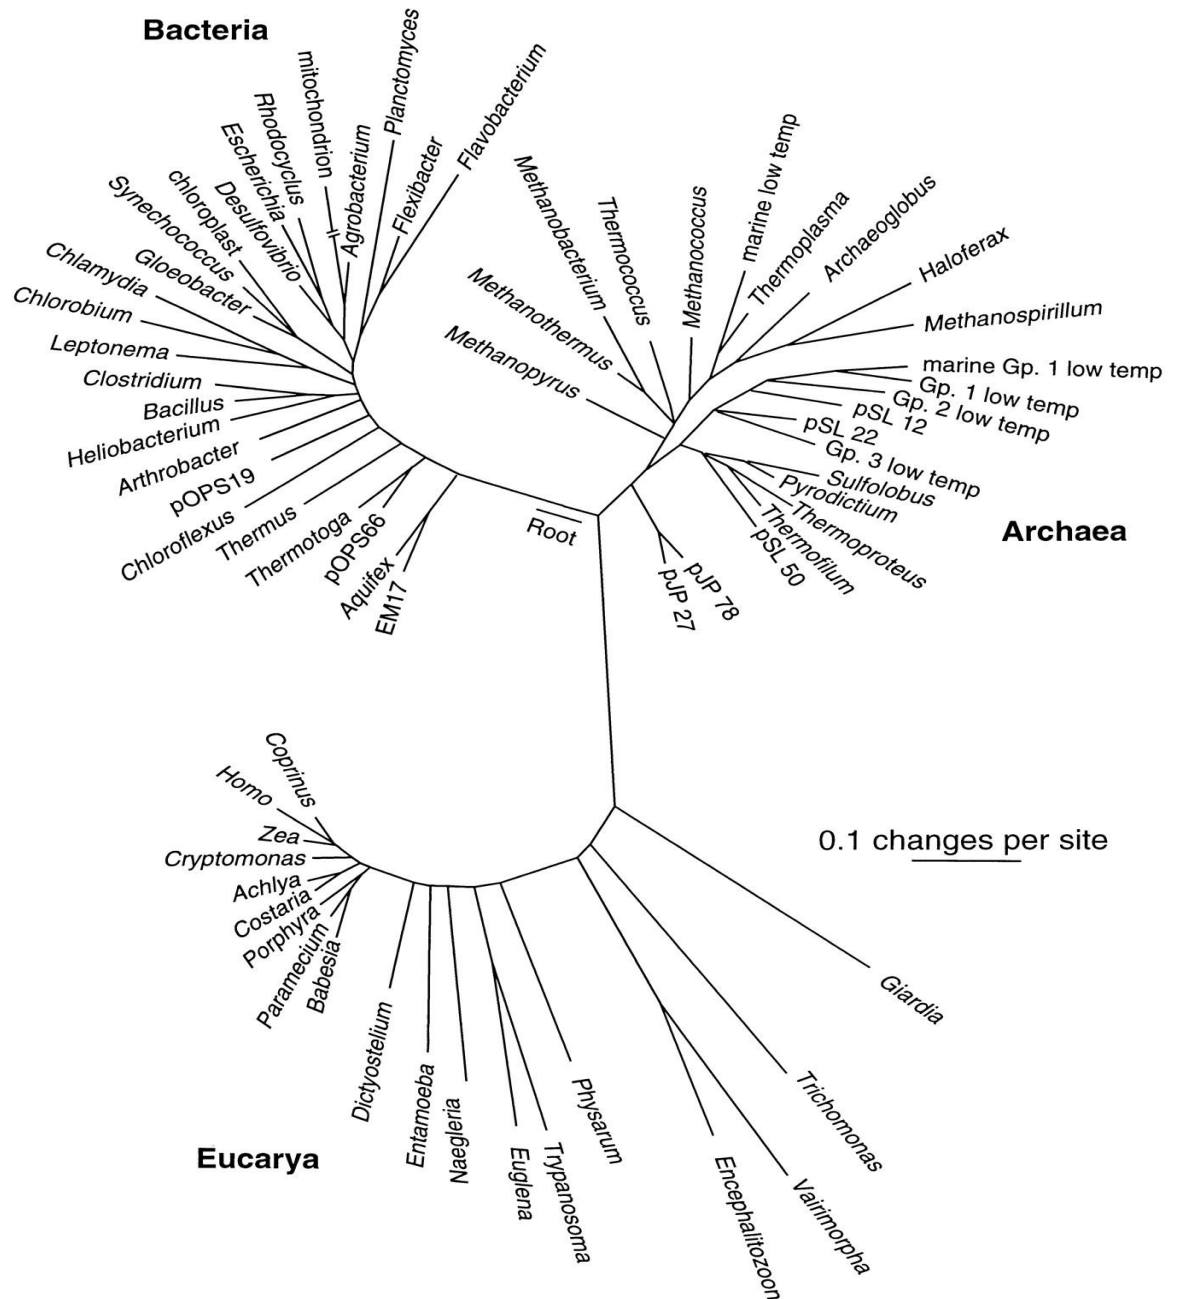 Bacteria
Planctomyces
mitochondrion
Flavobacterium
Rhodocyclus
Agrobacterium
Flexibacter
Escherichia
Desulfovibrio
chloroplast
Synechococcus
Gloeobacter
Chlamydia
Chlorobium
Leptonema
Clostridium
Bacillus
Heliobacterium
Arthrobacter
pOPS19
Chloroflexus
Thermus
Thermotoga
pOPS66
Aquifex
EM17
Root
Methanopyrus
Methanothermus
Methanobacterium
Thermococcus
Methanococcus
marine low temp
Thermoplasma
Archaeoglobus
Haloferax
Methanospirillum
marine Gp. 1 low temp
Gp. 1 low temp
Gp. 2 low temp
pSL 12
pSL 22
Gp. 3 low temp
Sulfolobus
Pyrodictium
Thermoproteus
Thermofilum
pSL 50
pJP 78
pJP 27
Archaea
Coprinus
Homo
Zea
Cryptomonas
Achlya
Costaria
Porphyra
Paramecium
Babesia
Dictyostelium
Entamoeba
Naegleria
Euglena
Trypanosoma
Physarum
Encephalitozoon
Vairimorpha
Trichomonas
Giardia
0.1 changes per site
Eucarya